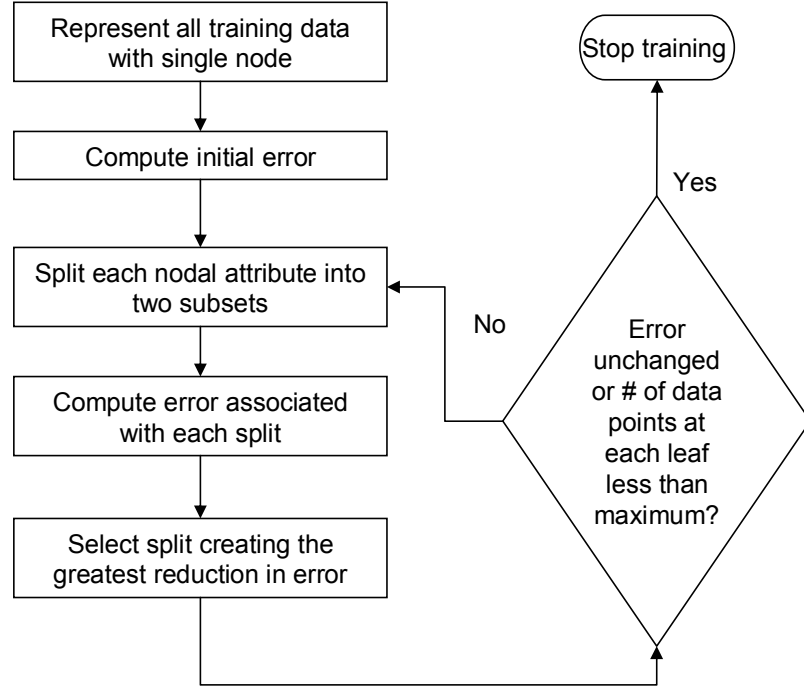 Represent all training data
with single node
Compute initial error
Split each nodal attribute into
two subsets
Compute error associated
with each split
Select split creating the
greatest reduction in error
Stop training
Yes
No
Error
unchanged
or # of data
points at
each leaf
less than
maximum?